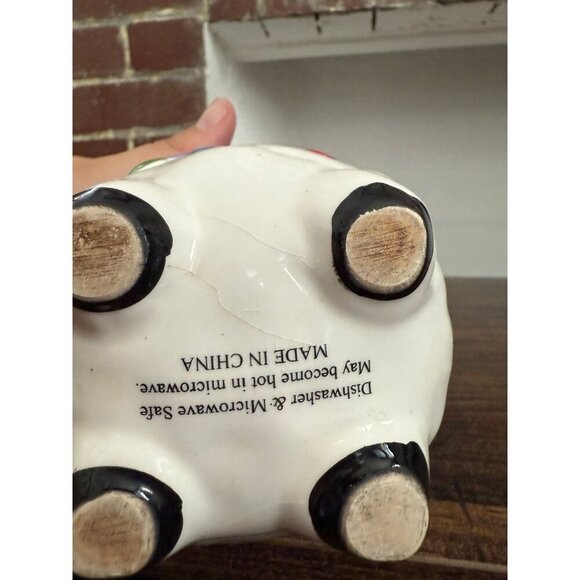 Dishwasher & Microwave Safe
May become hot in microwave.
MADE IN CHINA